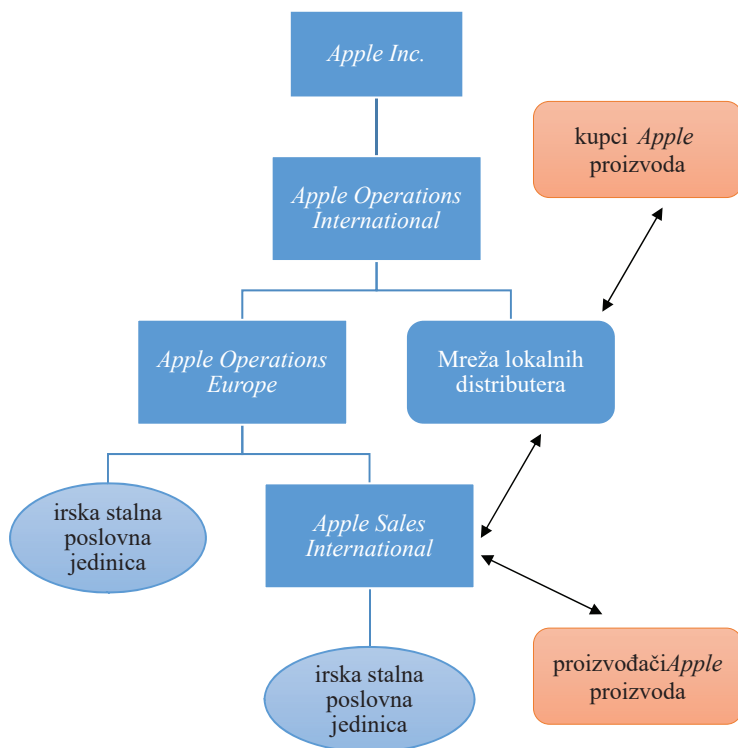 Apple Inc.
kupci Apple
proizvoda
Apple Operations
International
Apple Operations
Europe
Mreža lokalnih
distributera
irska stalna
poslovna
jedinica
Apple Sales
International
irska stalna
poslovna
jedinica
proizvođačiApple
proizvoda